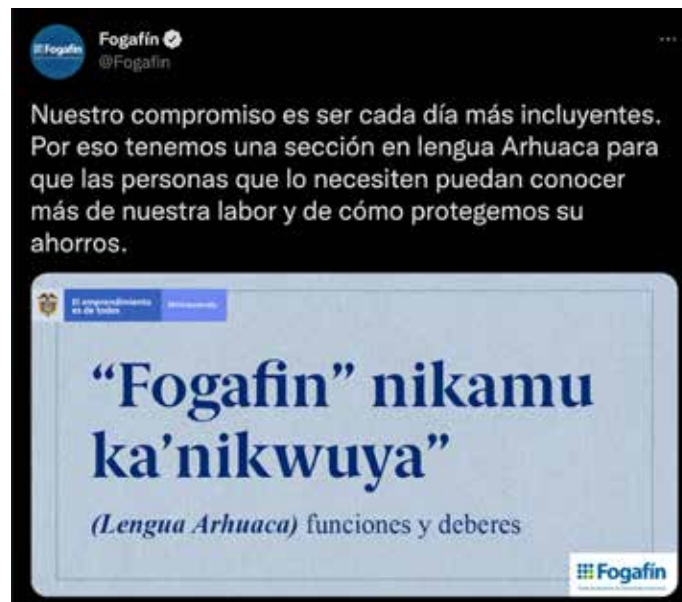 Fogafín
Fogafín
@Fogafin
Nuestro compromiso es ser cada día más incluyentes.
Por eso tenemos una sección en lengua Arhuaca para
que las personas que lo necesiten puedan conocer
más de nuestra labor y de cómo protegemos su
ahorros.
El emprendimiento
es de todos
Minhacienda
“Fogafin” nikamu
ka’nikwuya”
(Lengua Arhuaca) funciones y deberes
Fogafín